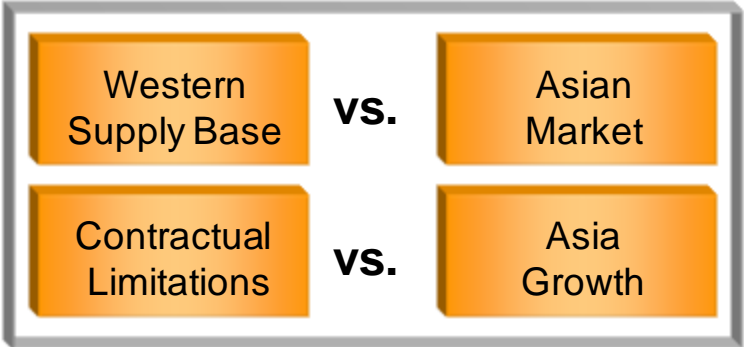 Western
Supply Base
vs.
Asian
Market
Contractual
Limitations
vs.
Asia
Growth